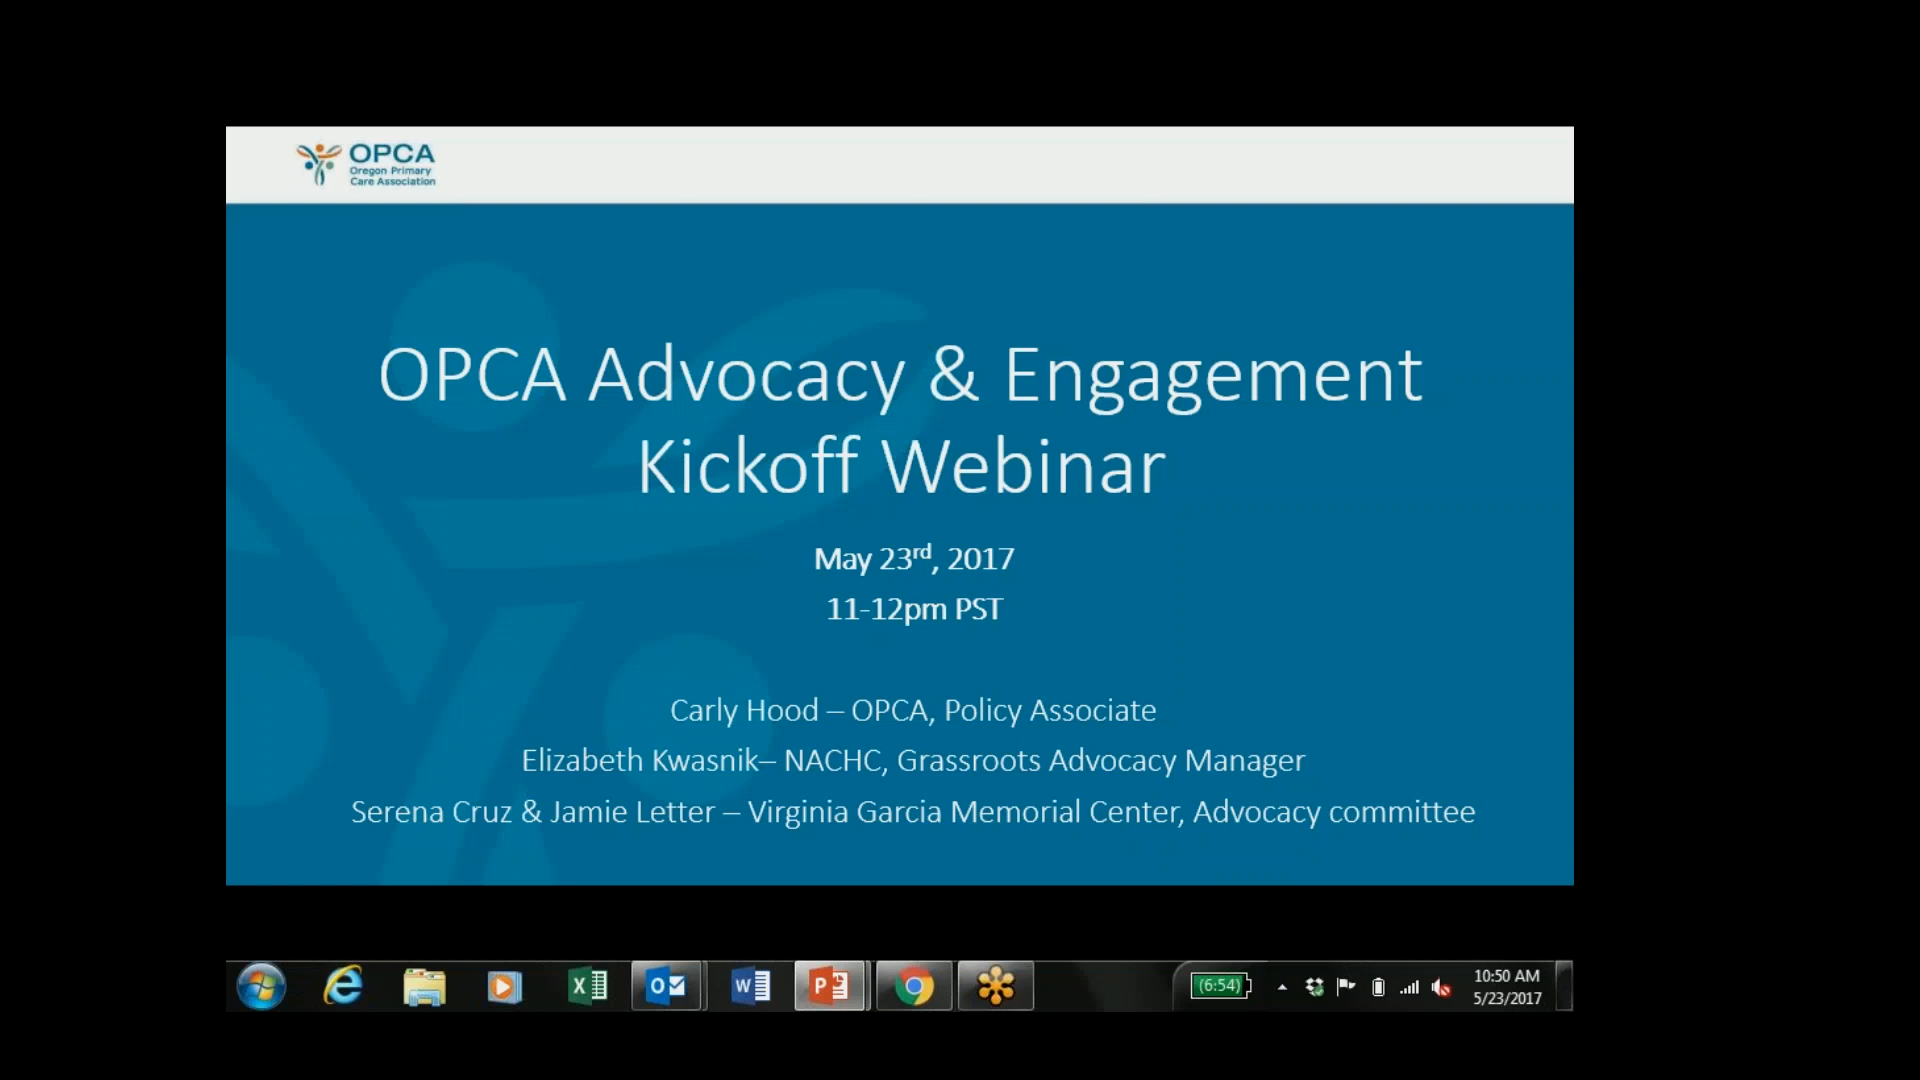 OPCA
Oregon Primary
Care Association
OPCA Advocacy & Engagement
Kickoff Webinar
May 23rd, 2017
11-12pm PST
Carly Hood – OPCA, Policy Associate
Elizabeth Kwasnik– NACHC, Grassroots Advocacy Manager
Serena Cruz & Jamie Letter – Virginia Garcia Memorial Center, Advocacy committee
(6:54)
10:50 AM
5/23/2017